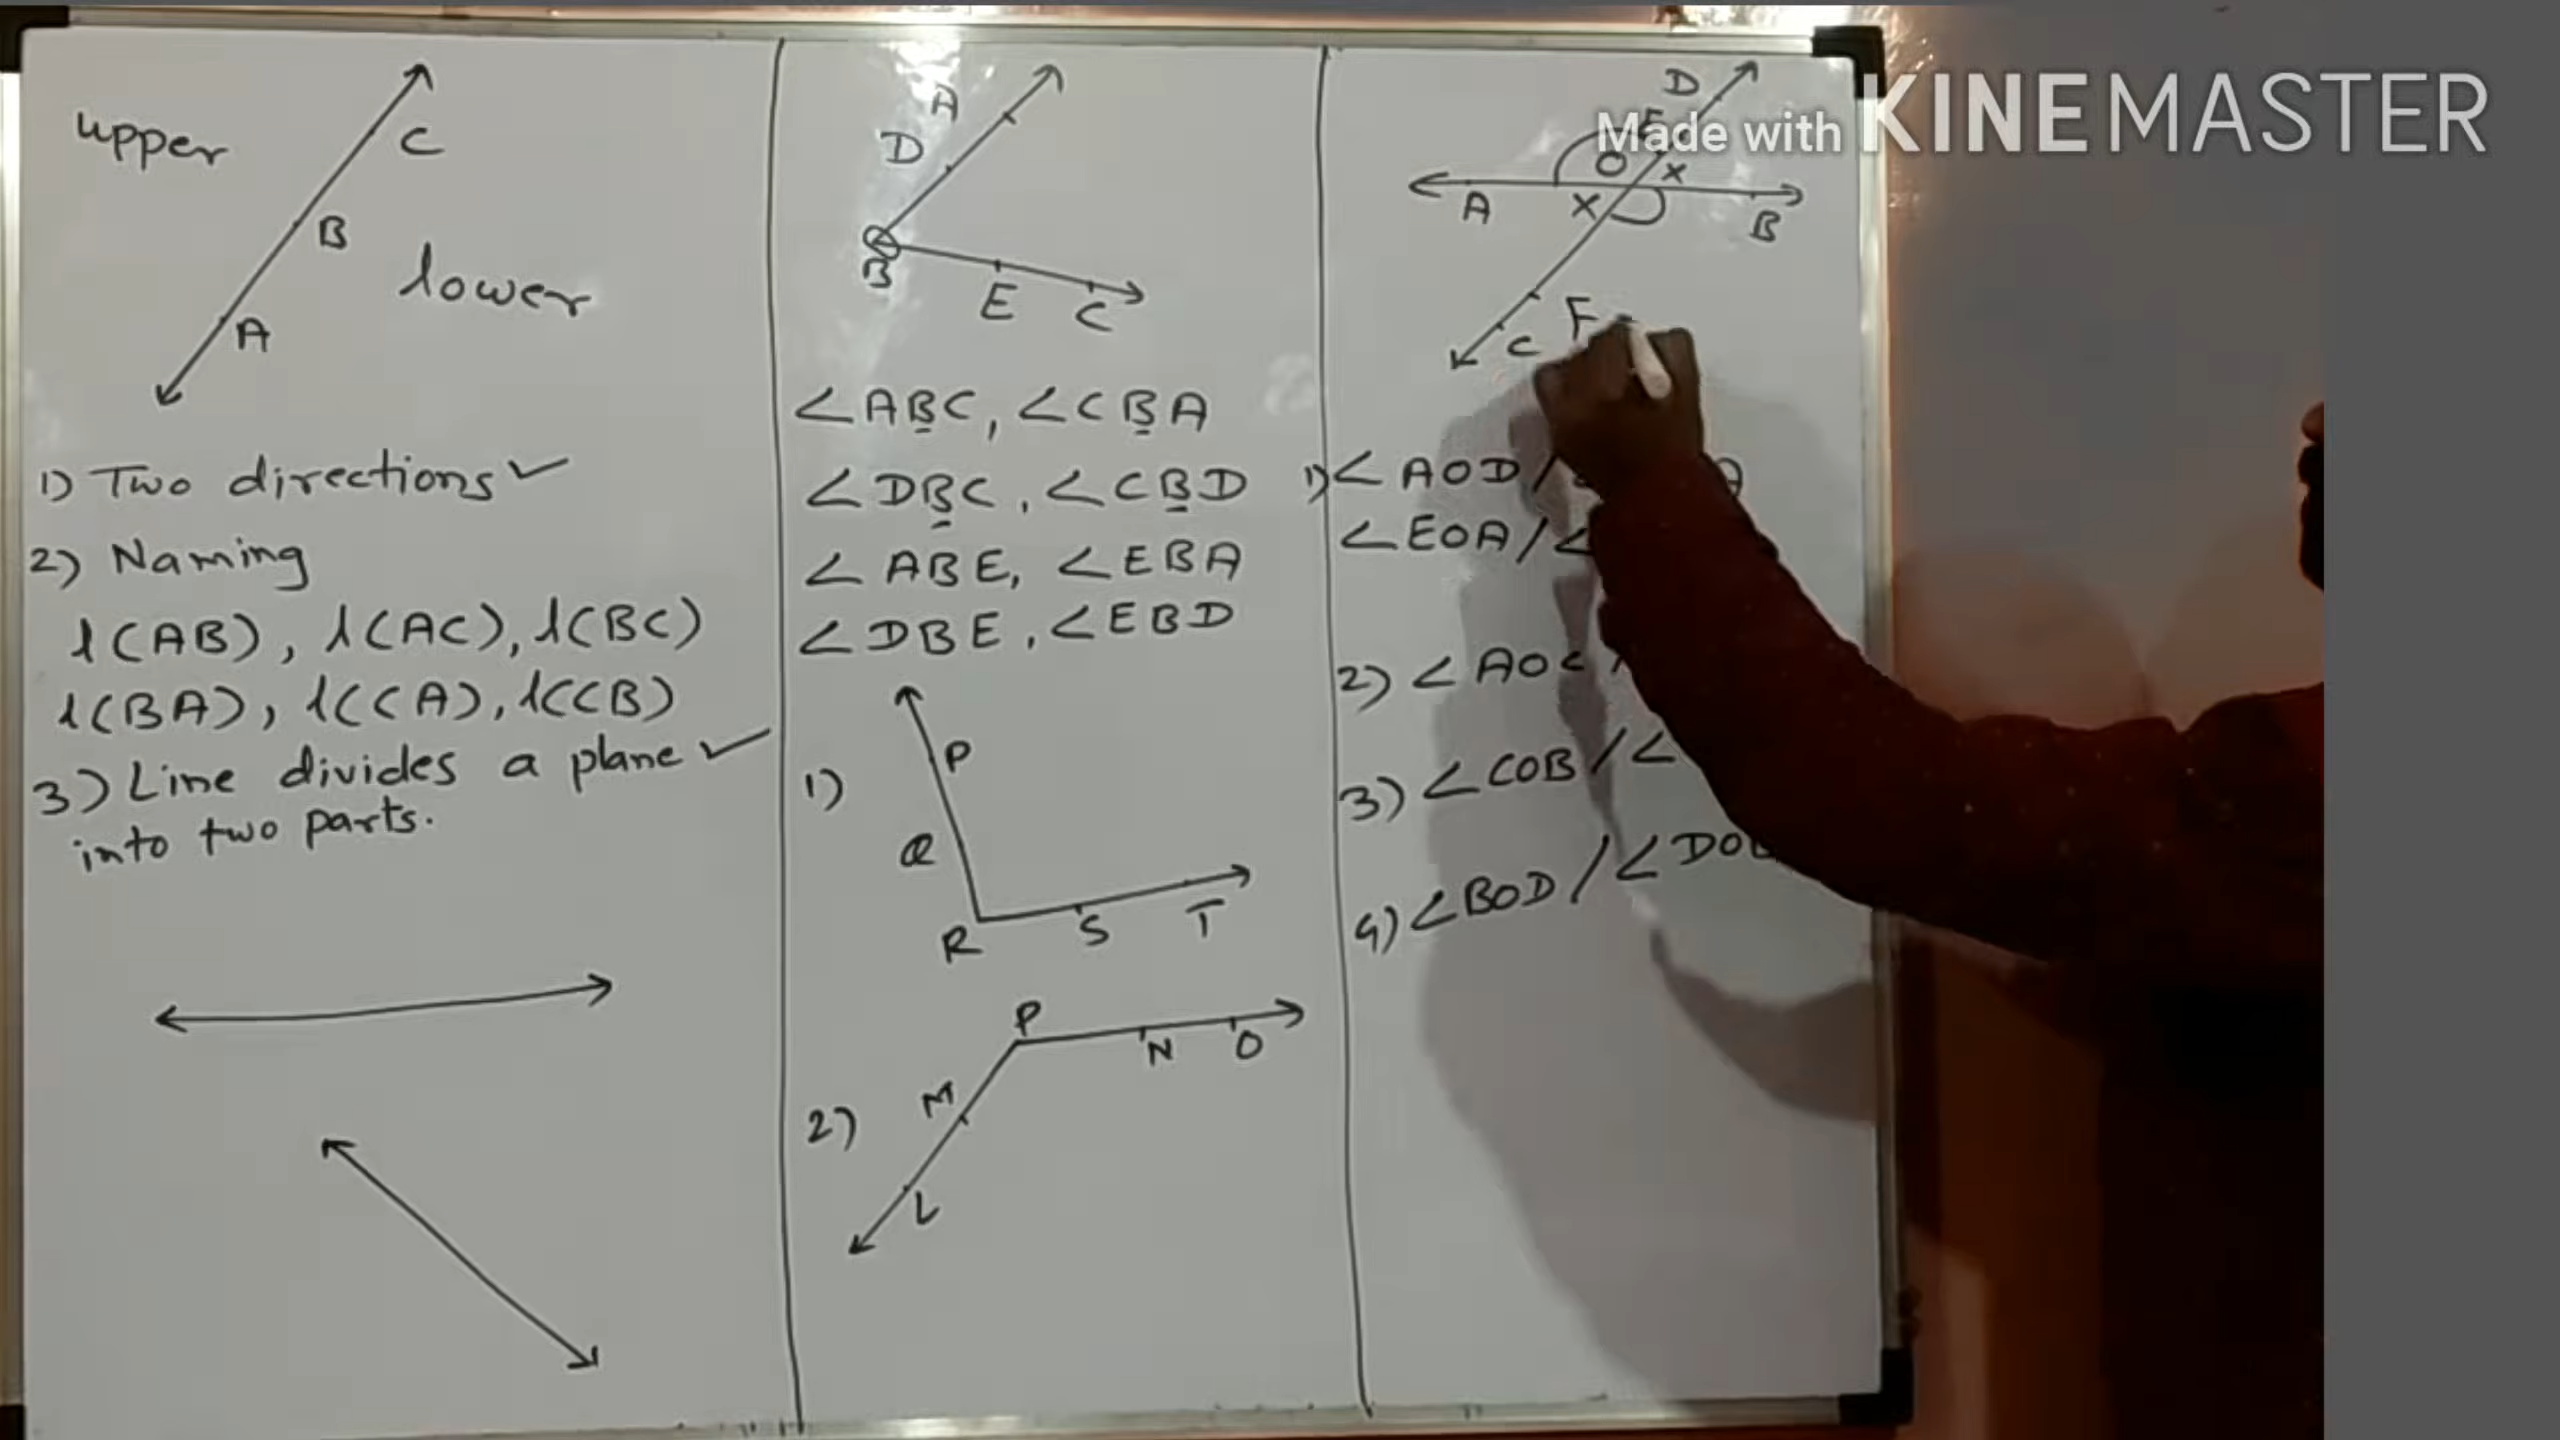 upper
C
B
lower
A
1) Two directions ✓
2) Naming
l(AB), l(AC), l(BC)
l(BA), l(CA), l(CB)
3) Line divides a plane ✓
into two parts.
A
D
B
E
C
∠ABC, ∠CBA
∠DBC, ∠CBD
∠ABE, ∠EBA
∠DBE, ∠EBD
1)
P
Q
R
S
T
2)
P
N
O
M
L
D
E
O
x
A
x
B
F
C
1) ∠AOD/
∠EOA/∠
2) ∠AOC
3) ∠COB/∠
4) ∠BOD/∠DO
Made with KINEMASTER